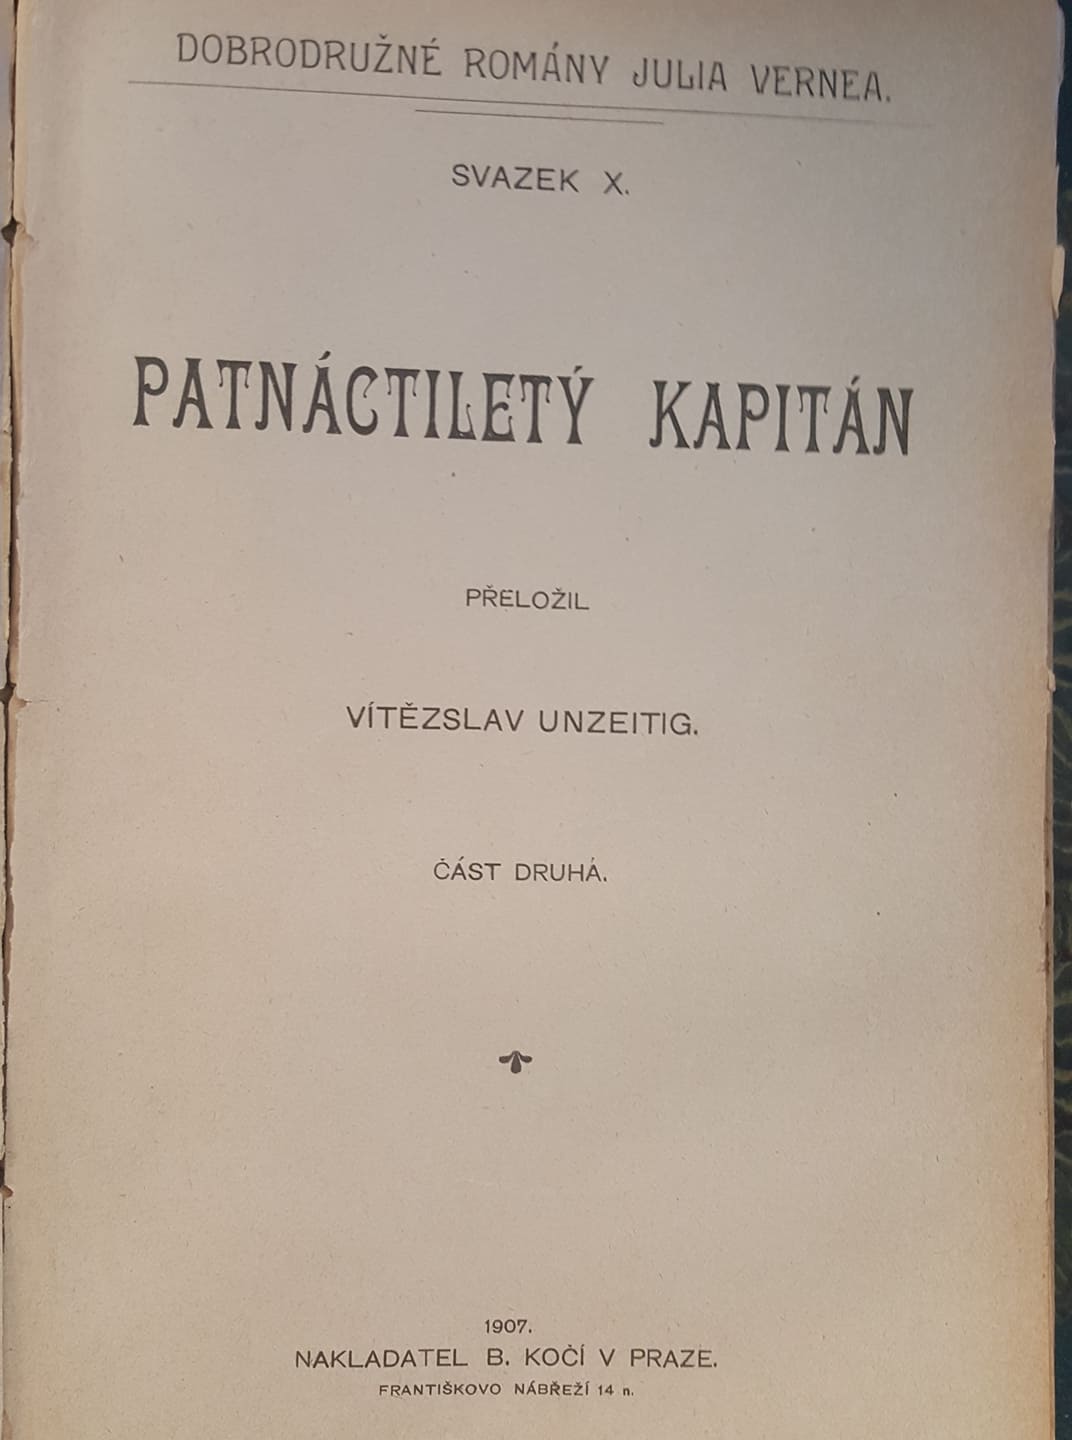 DOBRODRUŽNÉ ROMÁNY JULIA VERNEA.
SVAZEK X.
PATNÁCTILETÝ KAPITÁN
PŘELOŽIL
VÍTĚZSLAV UNZEITIG.
ČÁST DRUHÁ.
1907.
NAKLADATEL B. KOČÍ V PRAZE.
FRANTIŠKOVO NÁBŘEŽÍ 14 n.